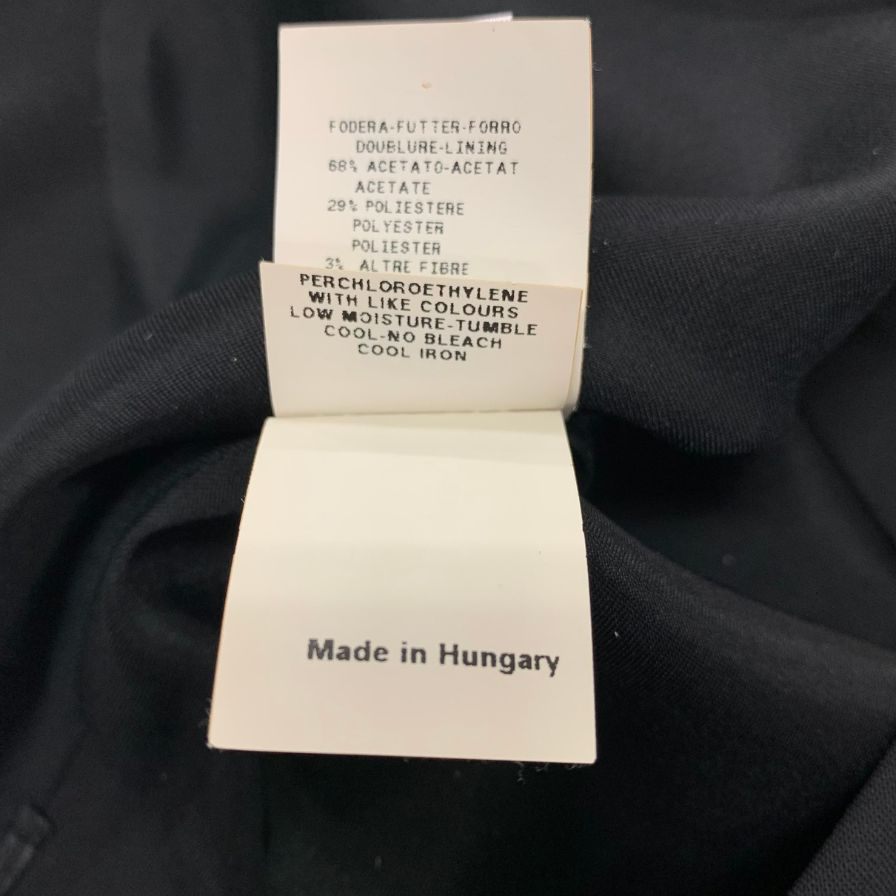 FODERA-FUTTER-FORRO
DOUBLURE-LINING
68% ACETATO-ACETAT
ACETATE
29% POLIESTERE
POLYESTER
POLIESTER
3% ALTRE FIBRE
PERCHLOROETHYLENE
WITH LIKE COLOURS
LOW MOISTURE-TUMBLE
COOL-NO BLEACH
COOL IRON
Made in Hungary